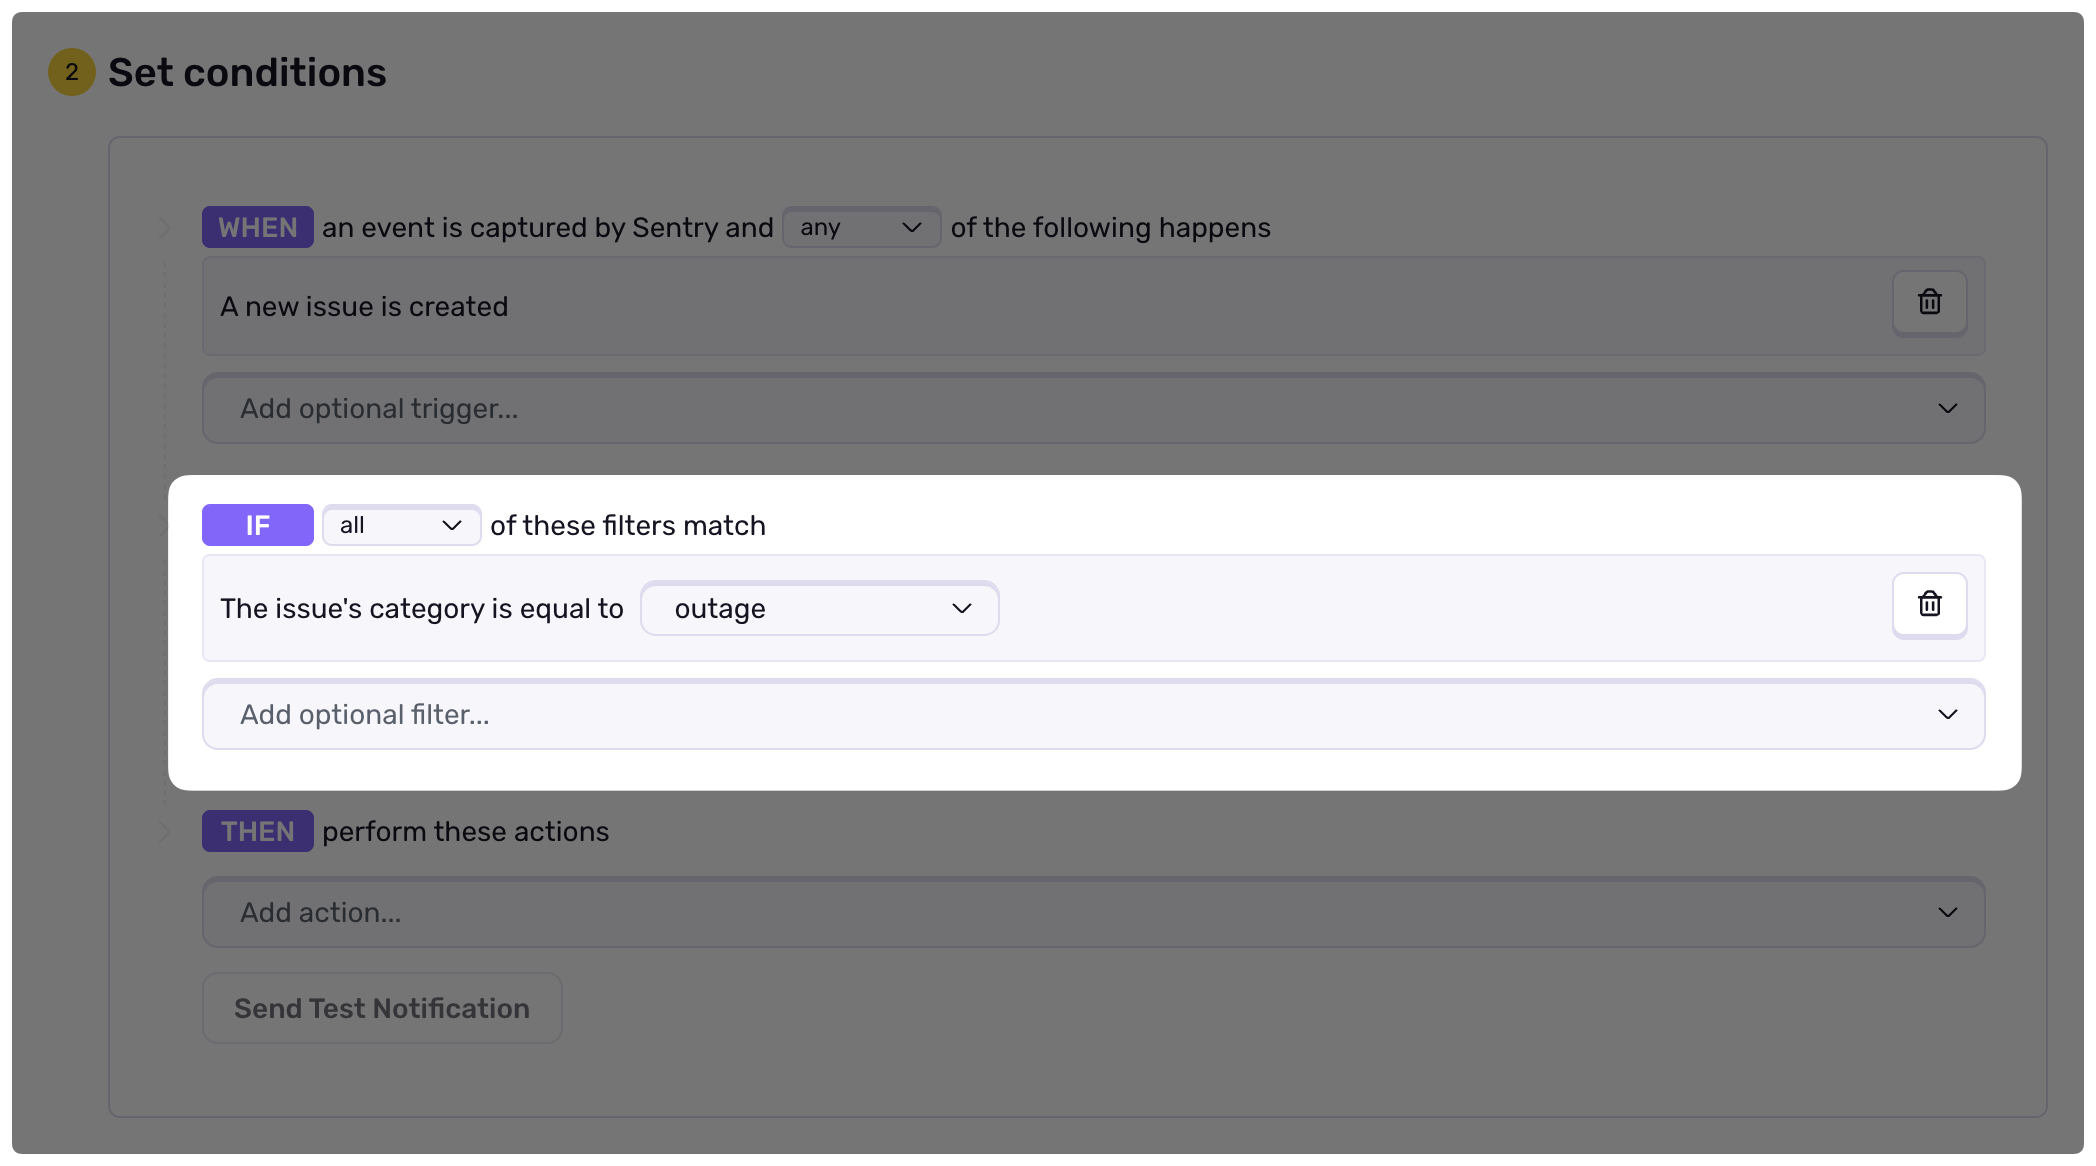 2 Set conditions
WHEN an event is captured by Sentry and any of the following happens
A new issue is created
Add optional trigger...
IF all of these filters match
The issue's category is equal to outage
Add optional filter...
THEN perform these actions
Add action...
Send Test Notification